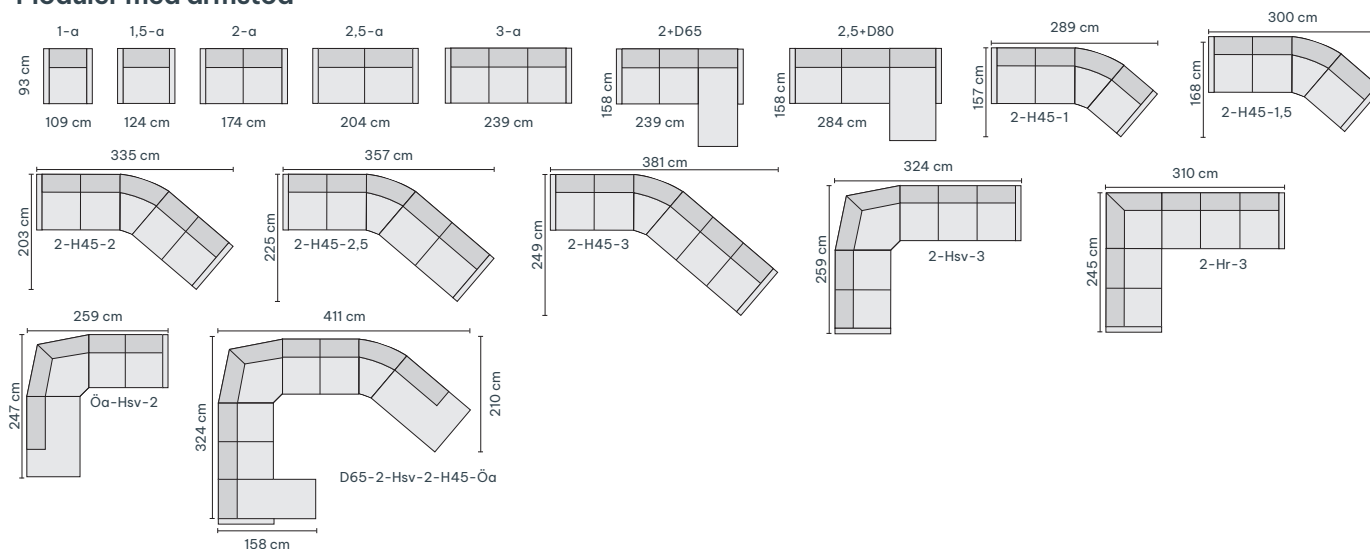 Moduler med armstöd
1-a
1,5-a
2-a
2,5-a
3-a
2+D65
2,5+D80
289 cm
300 cm
93 cm
158 cm
158 cm
157 cm
168 cm
109 cm
124 cm
174 cm
204 cm
239 cm
239 cm
284 cm
2-H45-1
2-H45-1,5
335 cm
357 cm
381 cm
324 cm
310 cm
203 cm
225 cm
249 cm
259 cm
245 cm
2-H45-2
2-H45-2,5
2-H45-3
2-Hsv-3
2-Hr-3
259 cm
411 cm
247 cm
324 cm
210 cm
Öa-Hsv-2
D65-2-Hsv-2-H45-Öa
158 cm